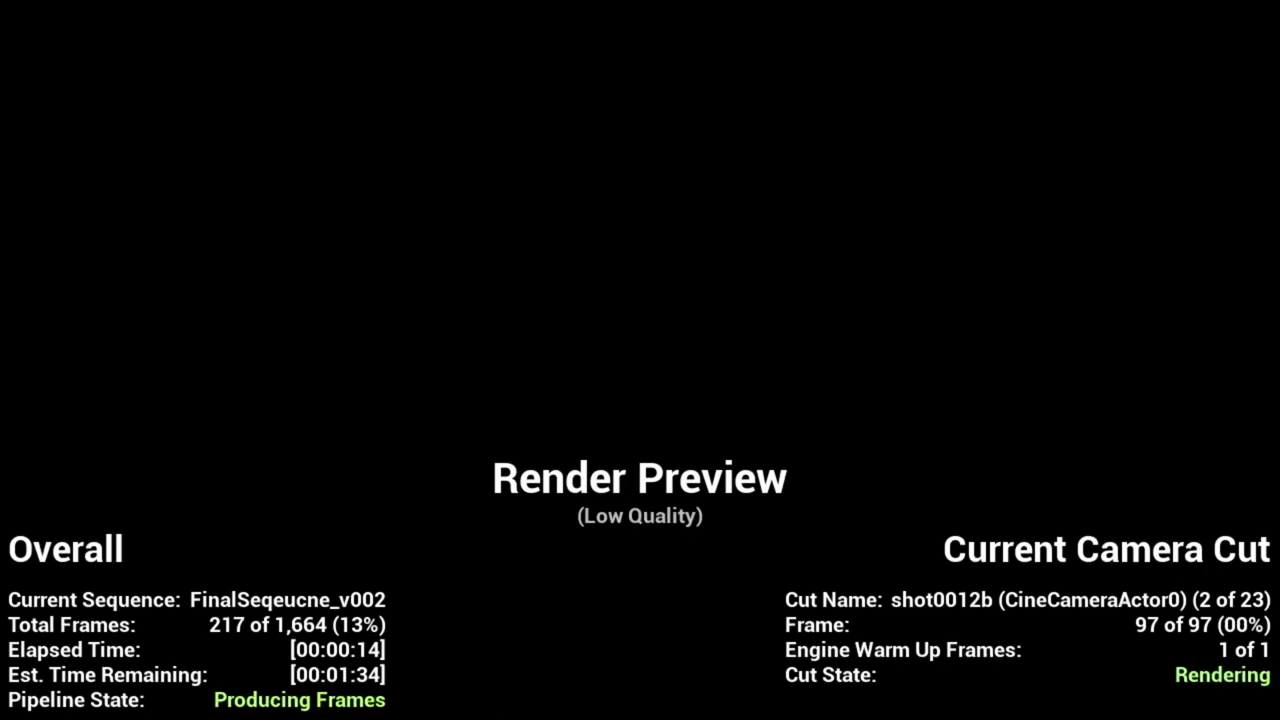 Render Preview
(Low Quality)
Overall
Current Sequence: FinalSeqeucne_v002
Total Frames: 217 of 1,664 (13%)
Elapsed Time: [00:00:14]
Est. Time Remaining: [00:01:34]
Pipeline State: Producing Frames
Current Camera Cut
Cut Name: shot0012b (CineCameraActor0) (2 of 23)
Frame: 97 of 97 (00%)
Engine Warm Up Frames: 1 of 1
Cut State: Rendering